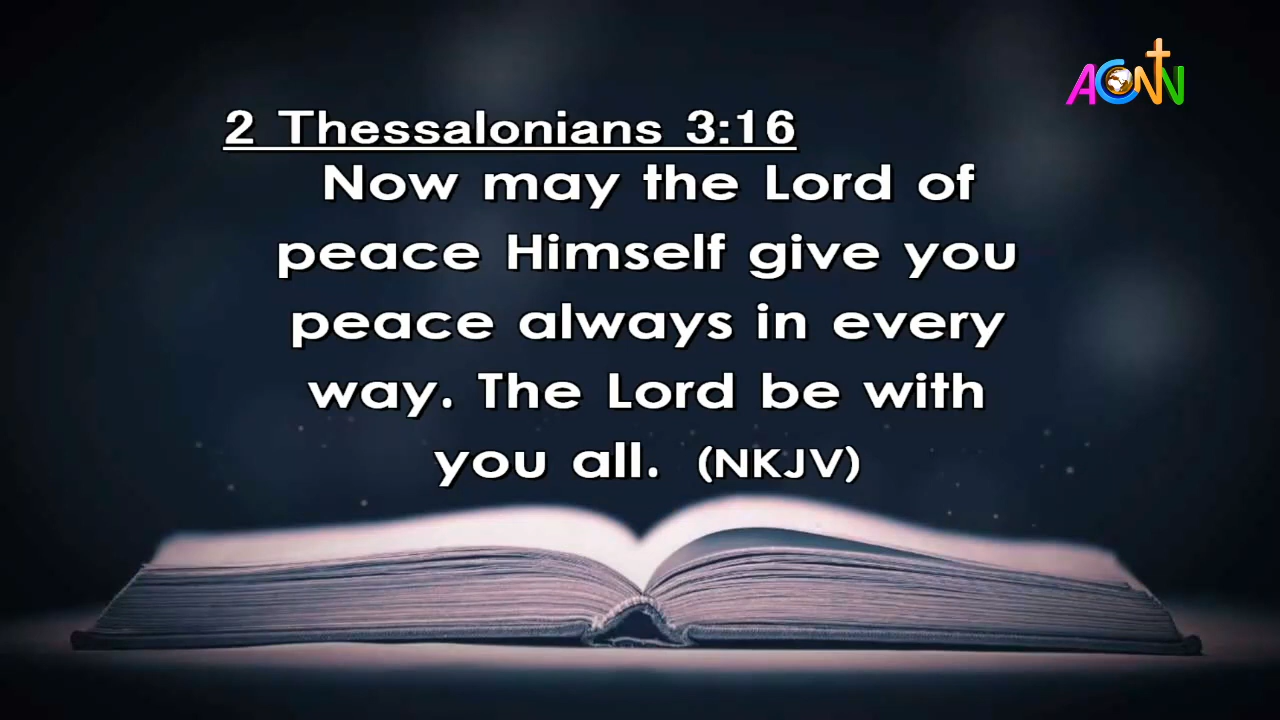 ACNN
2 Thessalonians 3:16
Now may the Lord of
peace Himself give you
peace always in every
way. The Lord be with
you all. (NKJV)